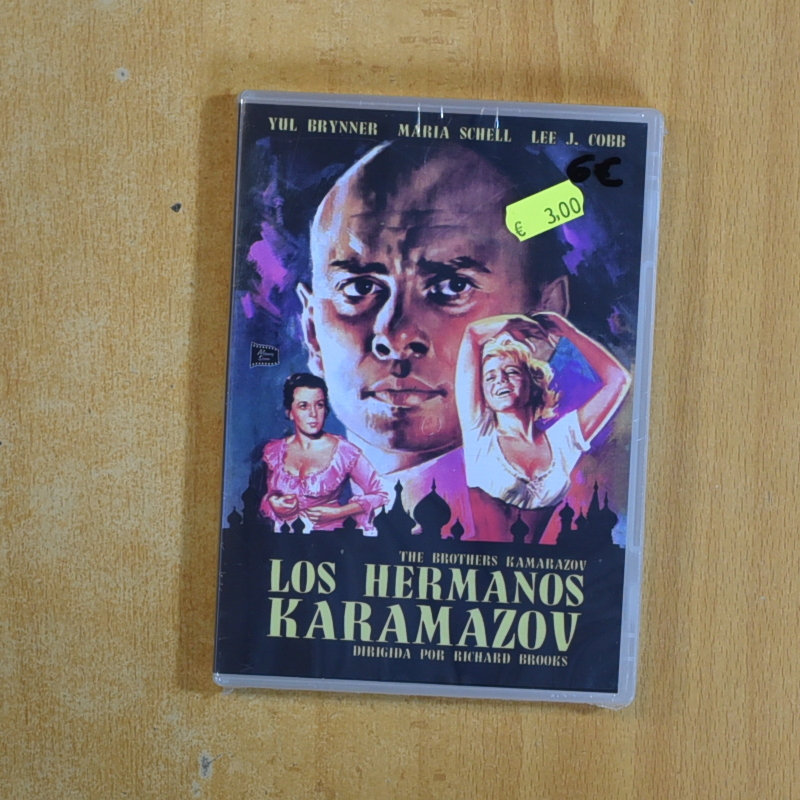 YUL BRYNNER MARIA SCHELL LEE J. COBB
6€
€ 3,00
THE BROTHERS KAMARAZOV
LOS HERMANOS
KARAMAZOV
DIRIGIDA POR RICHARD BROOKS